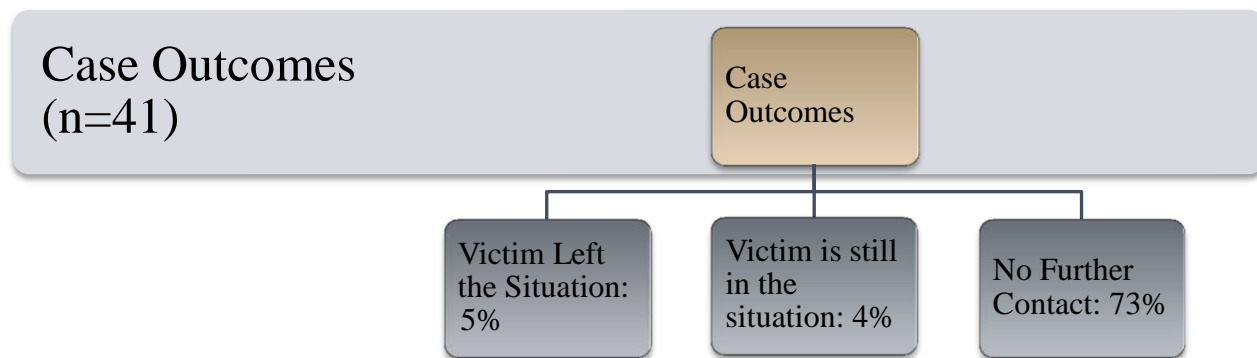 Case Outcomes
(n=41)
Case
Outcomes
Victim Left
the Situation:
5%
Victim is still
in the
situation: 4%
No Further
Contact: 73%